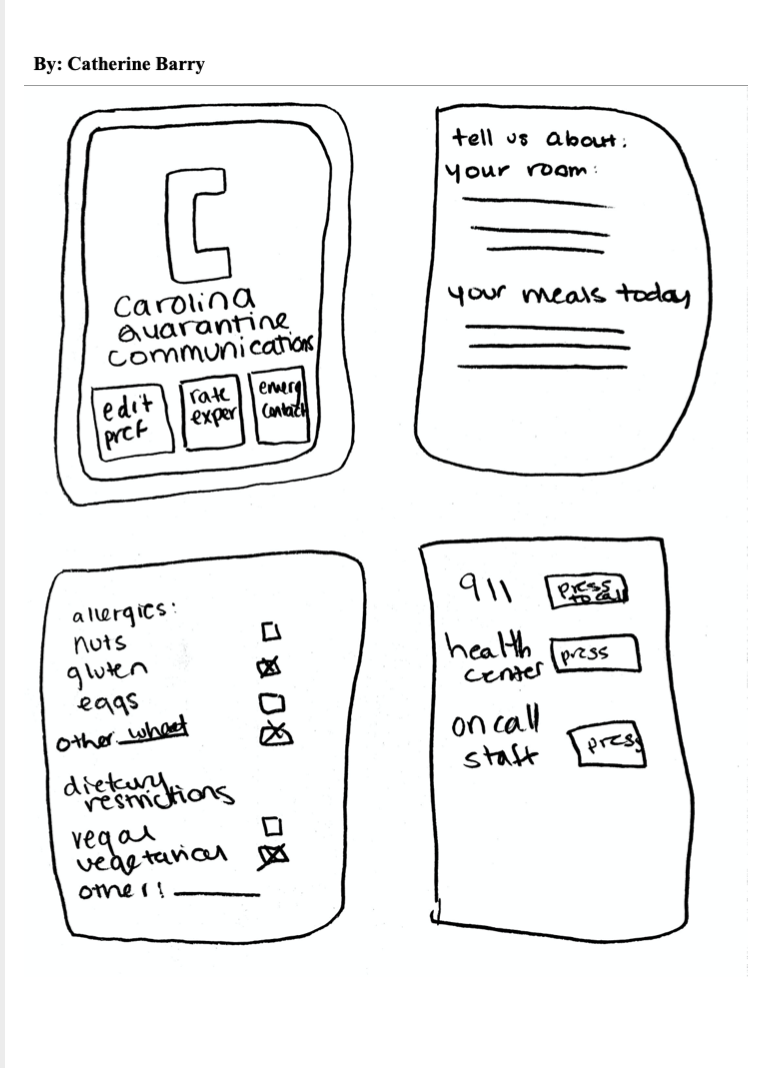 By: Catherine Barry
C
Carolina
Quarantine
Communications
edit
pref
rate
exper
emerg
contact
tell us about:
your room:
your meals today
allergies:
nuts
gluten
eggs
other wheat
dietary
restrictions
vegan
vegetarian
other:
911 press
to call
health
center press
on call
staff press